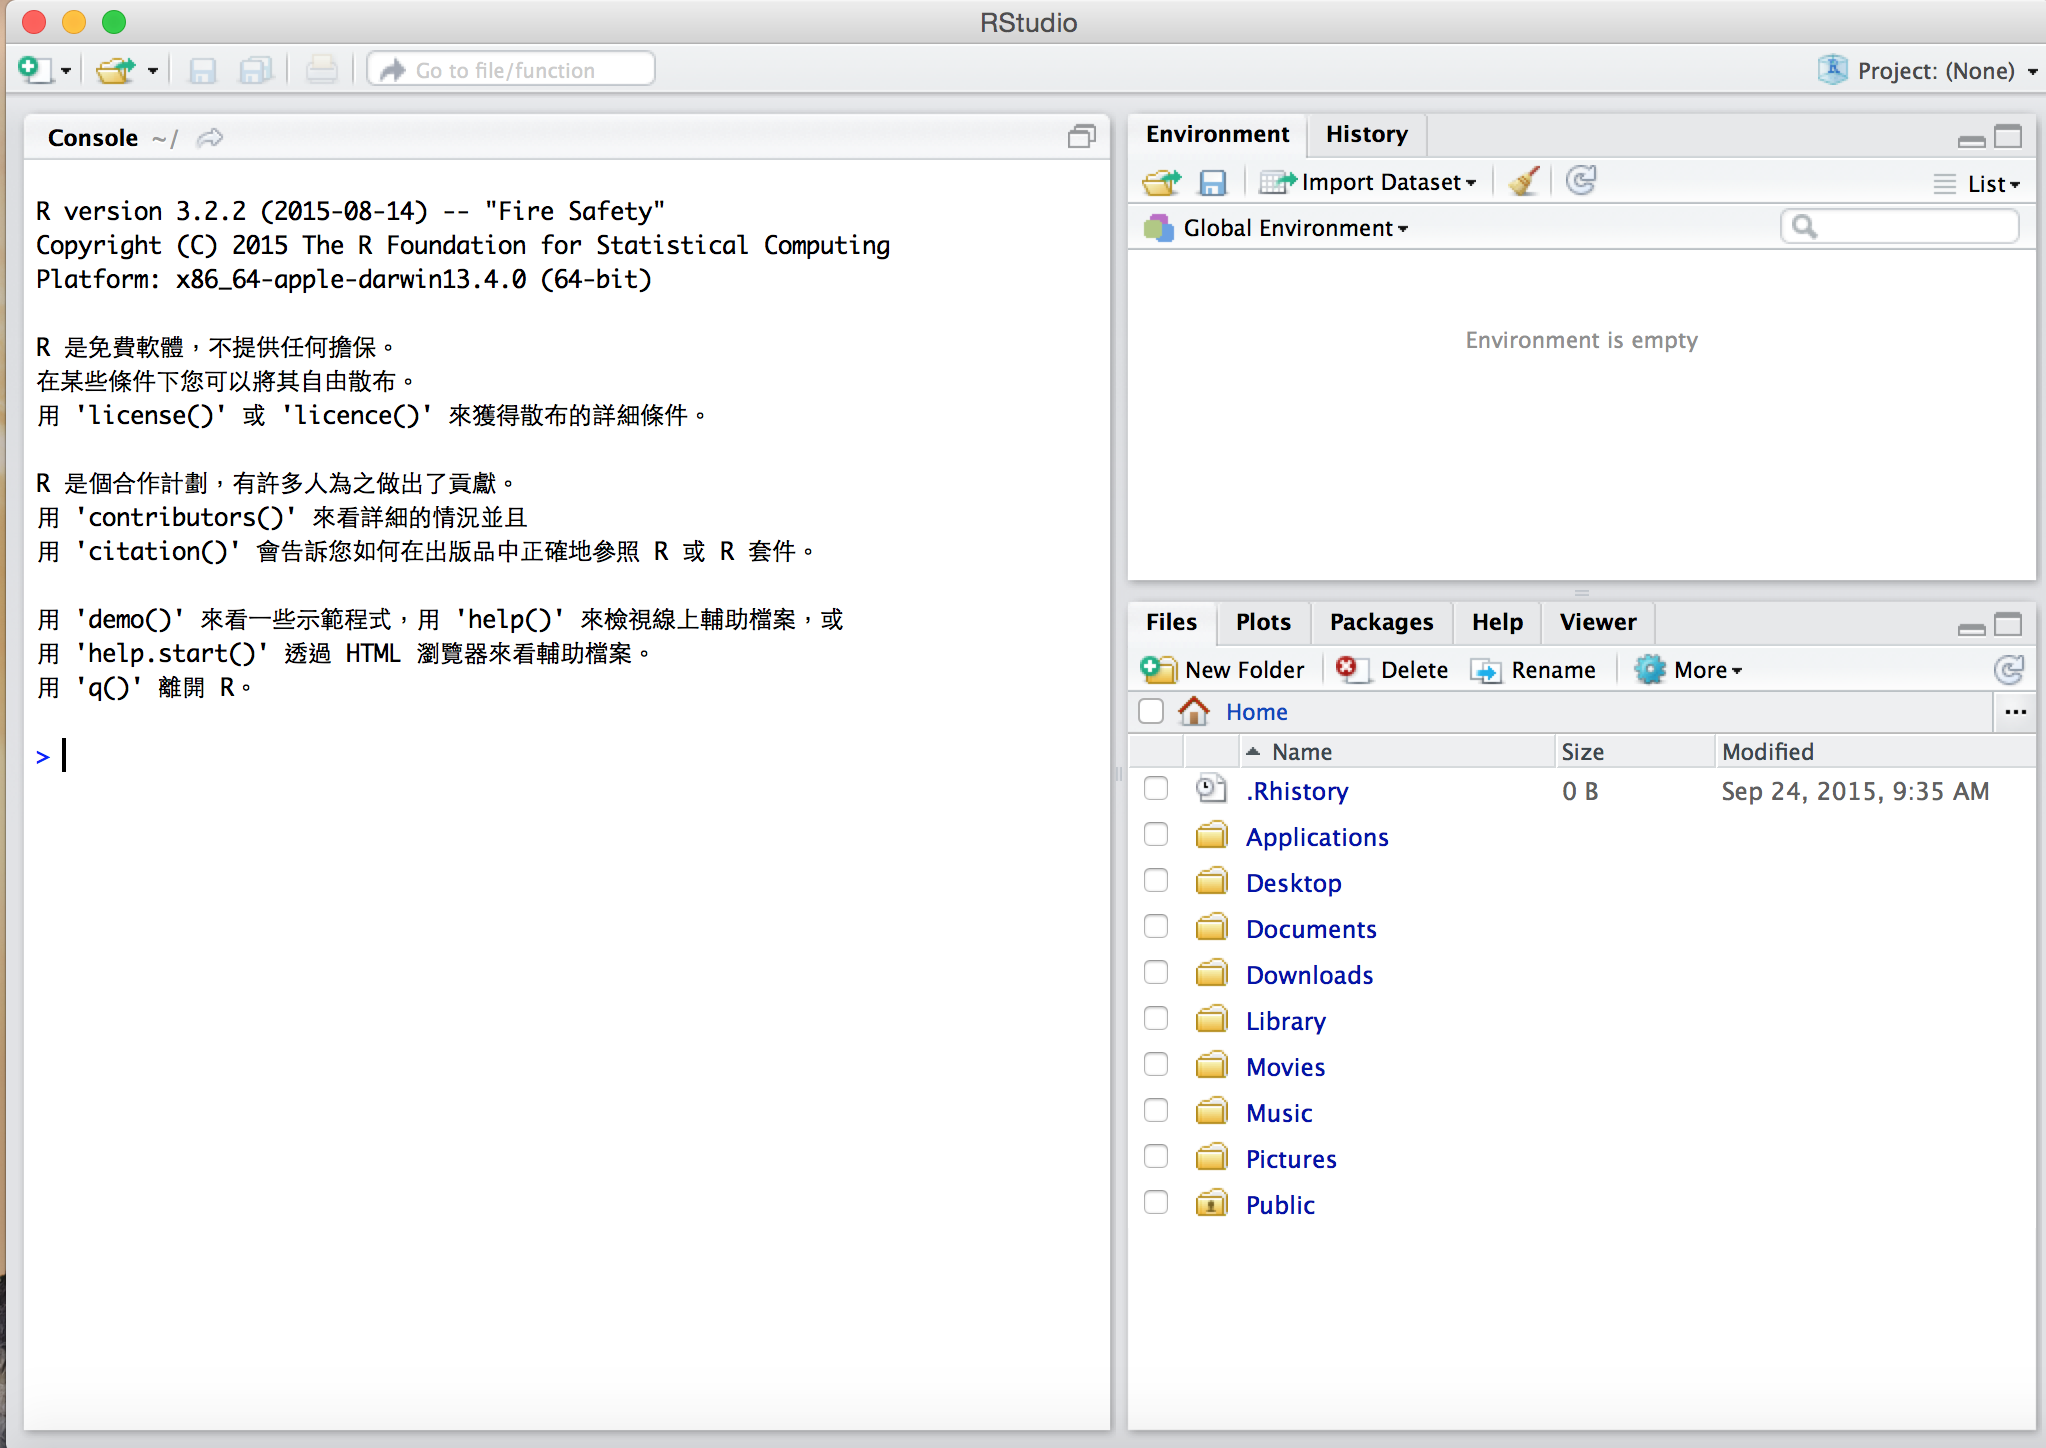 RStudio
Go to file/function
Project: (None)
Console ~/
R version 3.2.2 (2015-08-14) -- "Fire Safety"
Copyright (C) 2015 The R Foundation for Statistical Computing
Platform: x86_64-apple-darwin13.4.0 (64-bit)
R 是免費軟體，不提供任何擔保。
在某些條件下您可以將其自由散布。
用 'license()' 或 'licence()' 來獲得散布的詳細條件。
R 是個合作計劃，有許多人為之做出了貢獻。
用 'contributors()' 來看詳細的情況並且
用 'citation()' 會告訴您如何在出版品中正確地參照 R 或 R 套件。
用 'demo()' 來看一些示範程式，用 'help()' 來檢視線上輔助檔案，或
用 'help.start()' 透過 HTML 瀏覽器來看輔助檔案。
用 'q()' 離開 R。
>
Environment History
Import Dataset List
Global Environment
Environment is empty
Files Plots Packages Help Viewer
New Folder Delete Rename More
Home ...
Name Size Modified
.Rhistory 0 B Sep 24, 2015, 9:35 AM
Applications
Desktop
Documents
Downloads
Library
Movies
Music
Pictures
Public